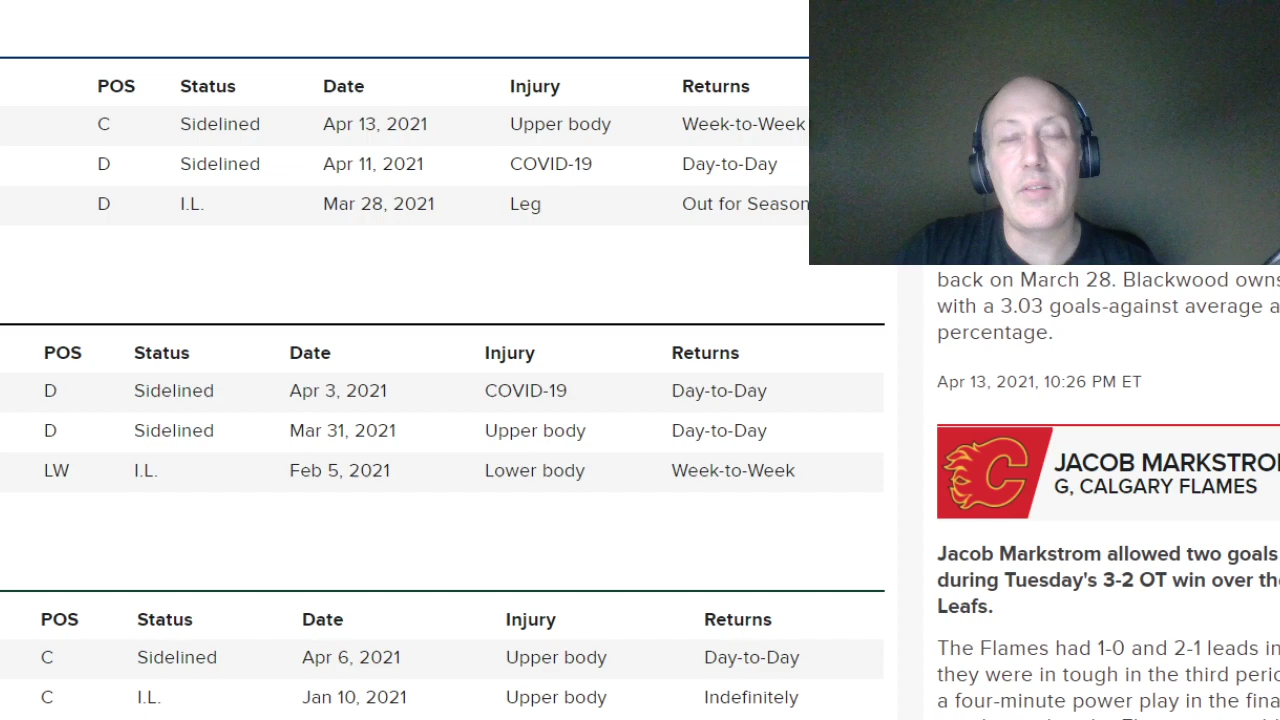 POS Status Date Injury Returns
C Sidelined Apr 13, 2021 Upper body Week-to-Week
D Sidelined Apr 11, 2021 COVID-19 Day-to-Day
D I.L. Mar 28, 2021 Leg Out for Season
POS Status Date Injury Returns
D Sidelined Apr 3, 2021 COVID-19 Day-to-Day
D Sidelined Mar 31, 2021 Upper body Day-to-Day
LW I.L. Feb 5, 2021 Lower body Week-to-Week
POS Status Date Injury Returns
C Sidelined Apr 6, 2021 Upper body Day-to-Day
C I.L. Jan 10, 2021 Upper body Indefinitely
back on March 28. Blackwood owns
with a 3.03 goals-against average a
percentage.
Apr 13, 2021, 10:26 PM ET
C
JACOB MARKSTRO
G, CALGARY FLAMES
Jacob Markstrom allowed two goals
during Tuesday's 3-2 OT win over the
Leafs.
The Flames had 1-0 and 2-1 leads in
they were in tough in the third perio
a four-minute power play in the fina